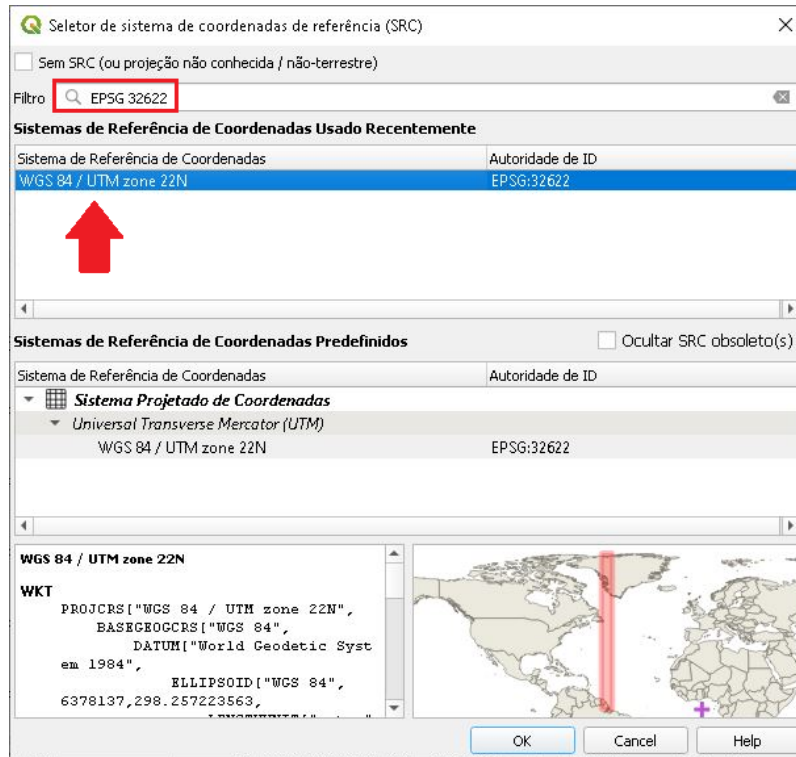 Seletor de sistema de coordenadas de referência (SRC)
Sem SRC (ou projeção não conhecida / não-terrestre)
Filtro EPSG 32622
Sistemas de Referência de Coordenadas Usado Recentemente
Sistema de Referência de Coordenadas Autoridade de ID
WGS 84 / UTM zone 22N EPSG:32622
Sistemas de Referência de Coordenadas Predefinidos Ocultar SRC obsoleto(s)
Sistema de Referência de Coordenadas Autoridade de ID
Sistema Projetado de Coordenadas
Universal Transverse Mercator (UTM)
WGS 84 / UTM zone 22N EPSG:32622
WGS 84 / UTM zone 22N
WKT
PROJCRS["WGS 84 / UTM zone 22N",
BASEGEOGCRS["WGS 84",
DATUM["World Geodetic Syst
em 1984",
ELLIPSOID["WGS 84",
6378137,298.257223563,
OK Cancel Help